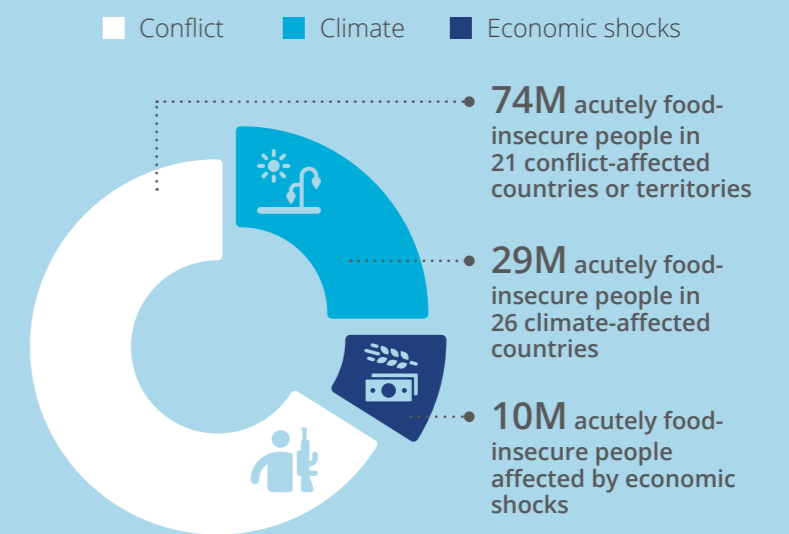 Conflict
Climate
Economic shocks
74M acutely food-
insecure people in
21 conflict-affected
countries or territories
29M acutely food-
insecure people in
26 climate-affected
countries
10M acutely food-
insecure people
affected by economic
shocks